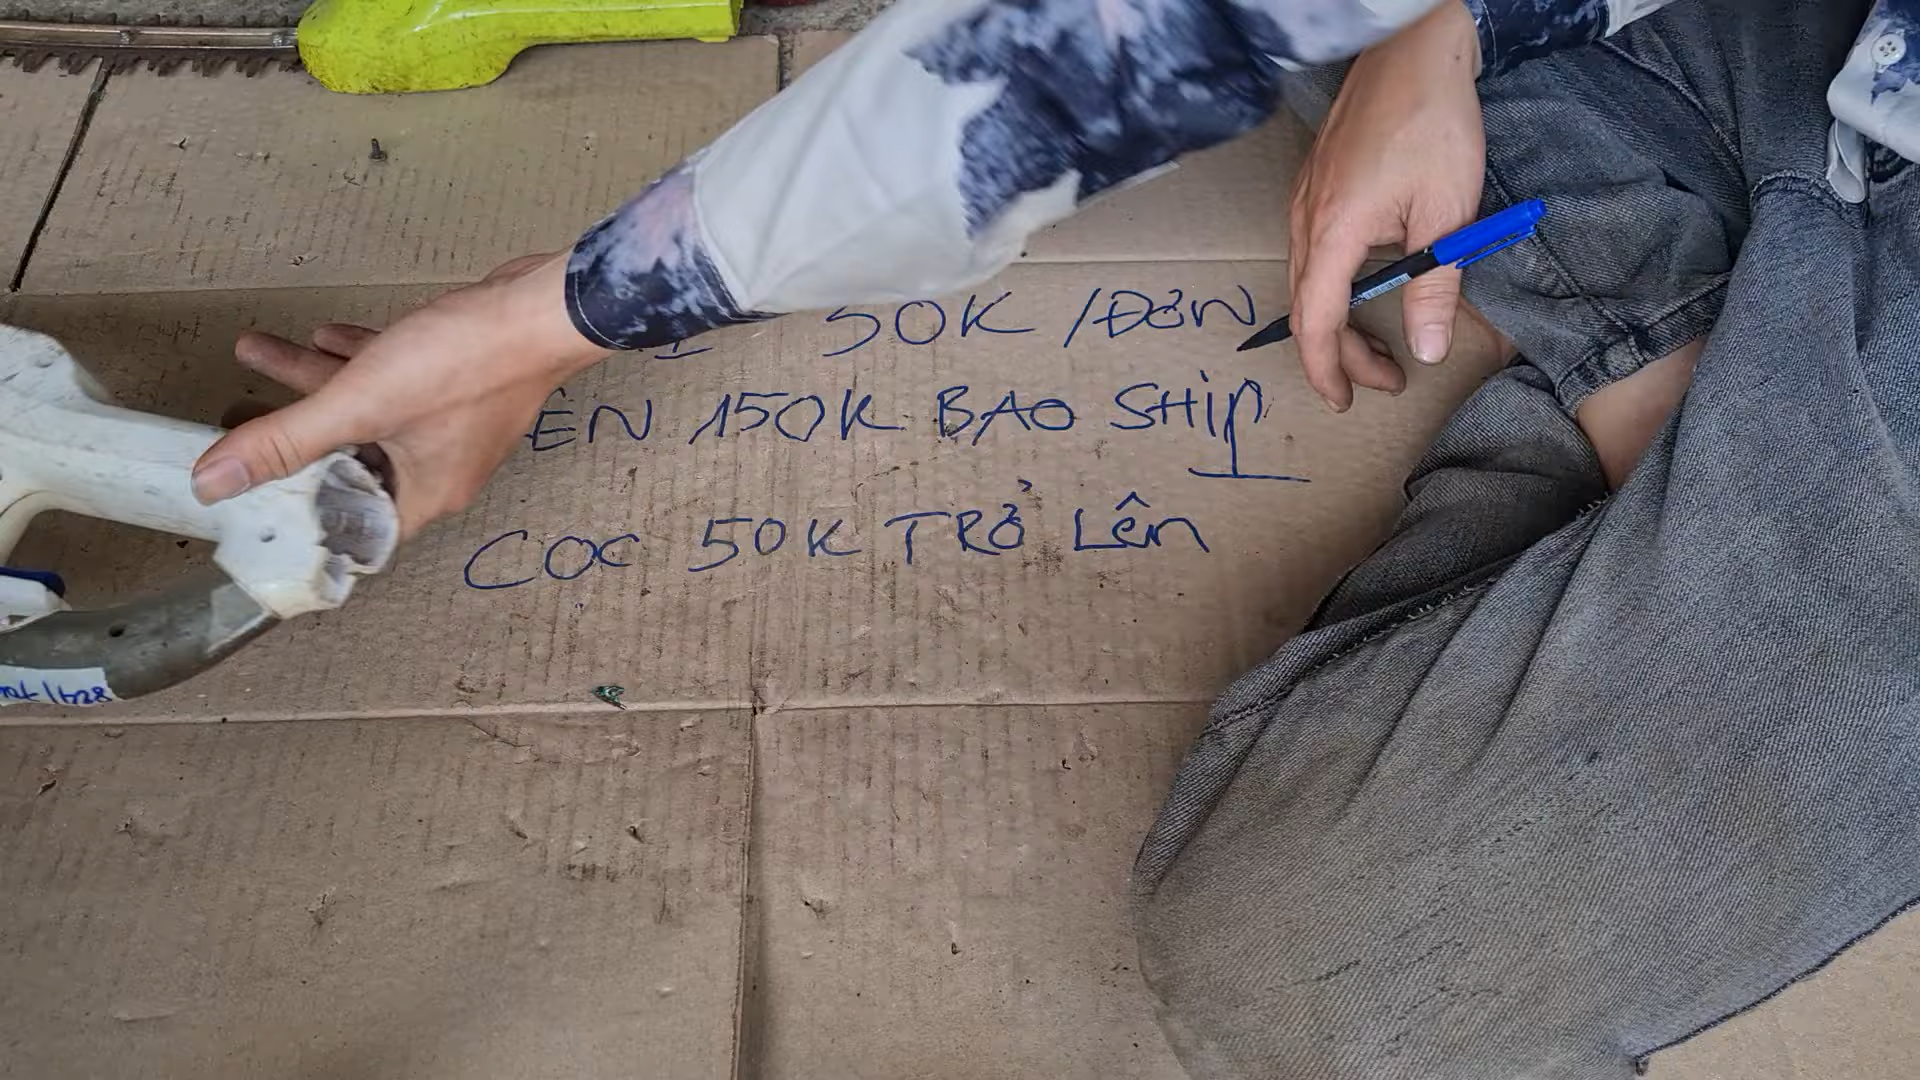 50K /ĐƠN
ÊN 150K BAO SHiP
CỌC 50K TRỞ Lên